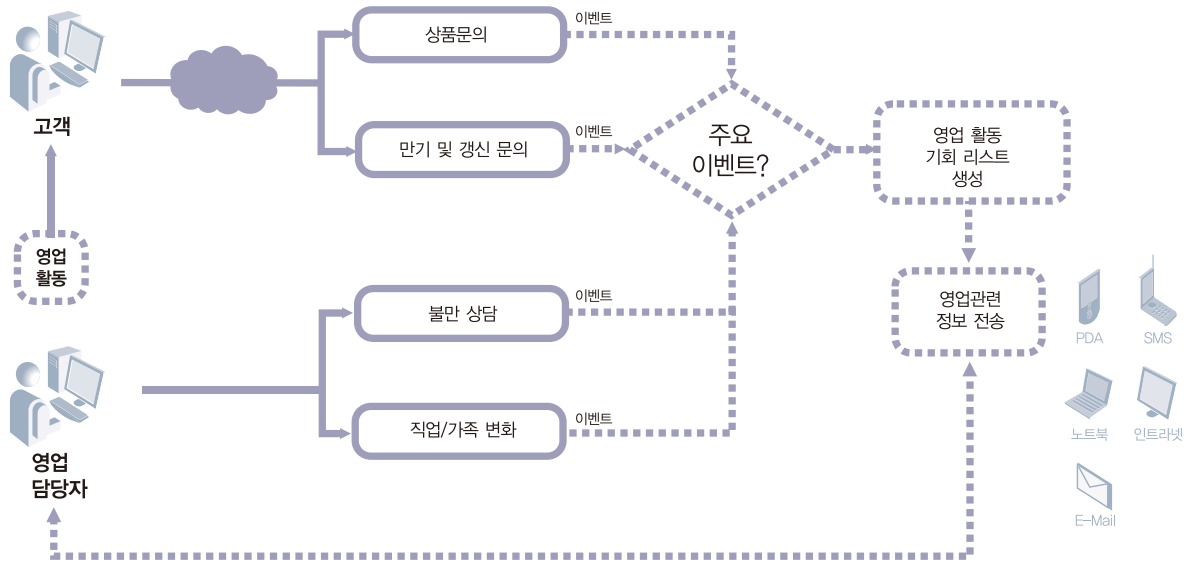 이벤트
상품문의
고객
이벤트
만기 및 갱신 문의
주요
이벤트?
영업 활동
기회 리스트
생성
영업
활동
이벤트
불만 상담
영업관련
정보 전송
PDA
SMS
이벤트
직업/가족 변화
노트북
인트라넷
영업
담당자
E-Mail